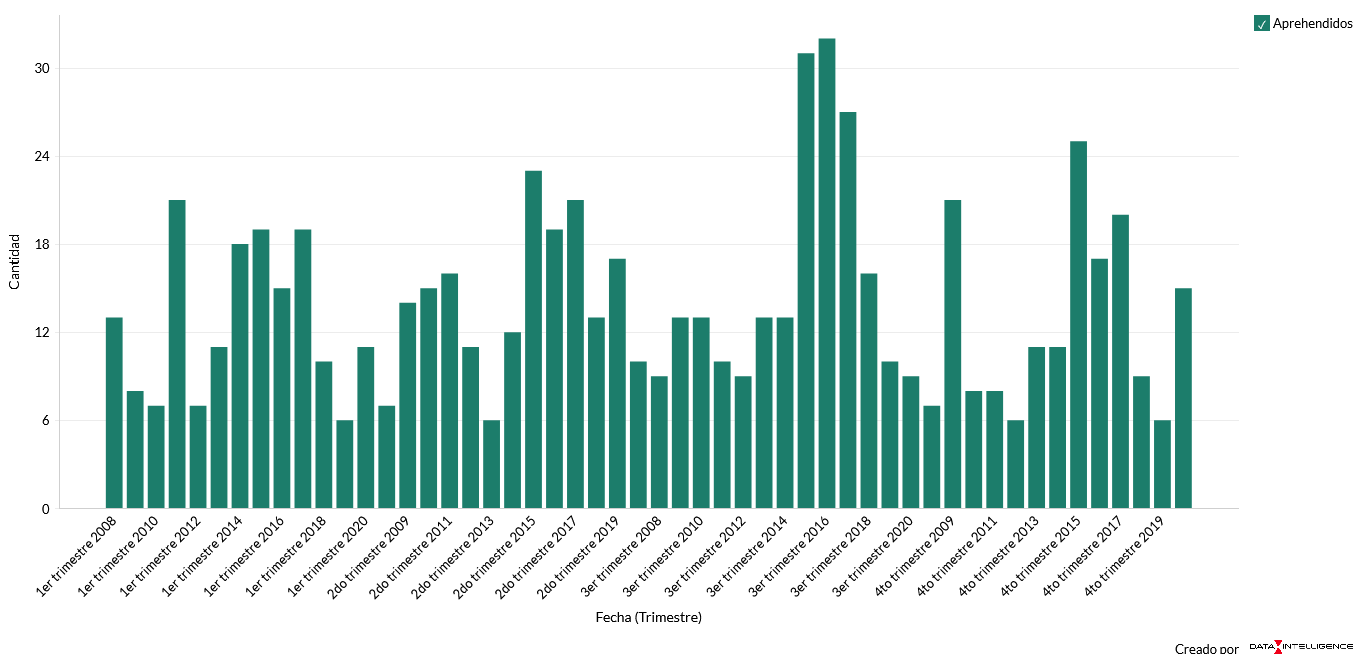 Aprehendidos
30
24
18
12
6
0
Cantidad
1er trimestre 2008
1er trimestre 2010
1er trimestre 2012
1er trimestre 2014
1er trimestre 2016
1er trimestre 2018
1er trimestre 2020
2do trimestre 2009
2do trimestre 2011
2do trimestre 2013
2do trimestre 2015
2do trimestre 2017
2do trimestre 2019
3er trimestre 2008
3er trimestre 2010
3er trimestre 2012
3er trimestre 2014
3er trimestre 2016
3er trimestre 2018
3er trimestre 2020
4to trimestre 2009
4to trimestre 2011
4to trimestre 2013
4to trimestre 2015
4to trimestre 2017
4to trimestre 2019
Fecha (Trimestre)
Creado por DATA INTELLIGENCE